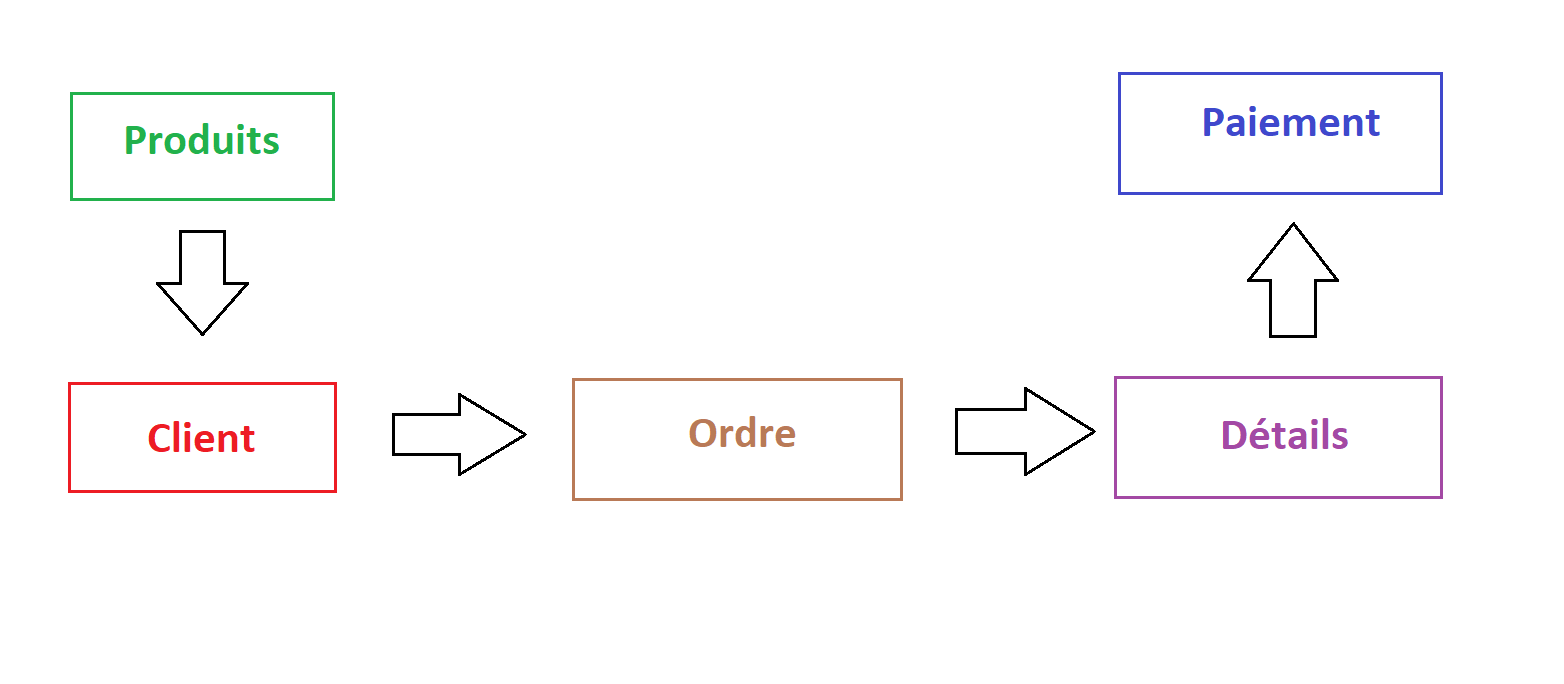 Produits
Paiement
Client
Ordre
Détails